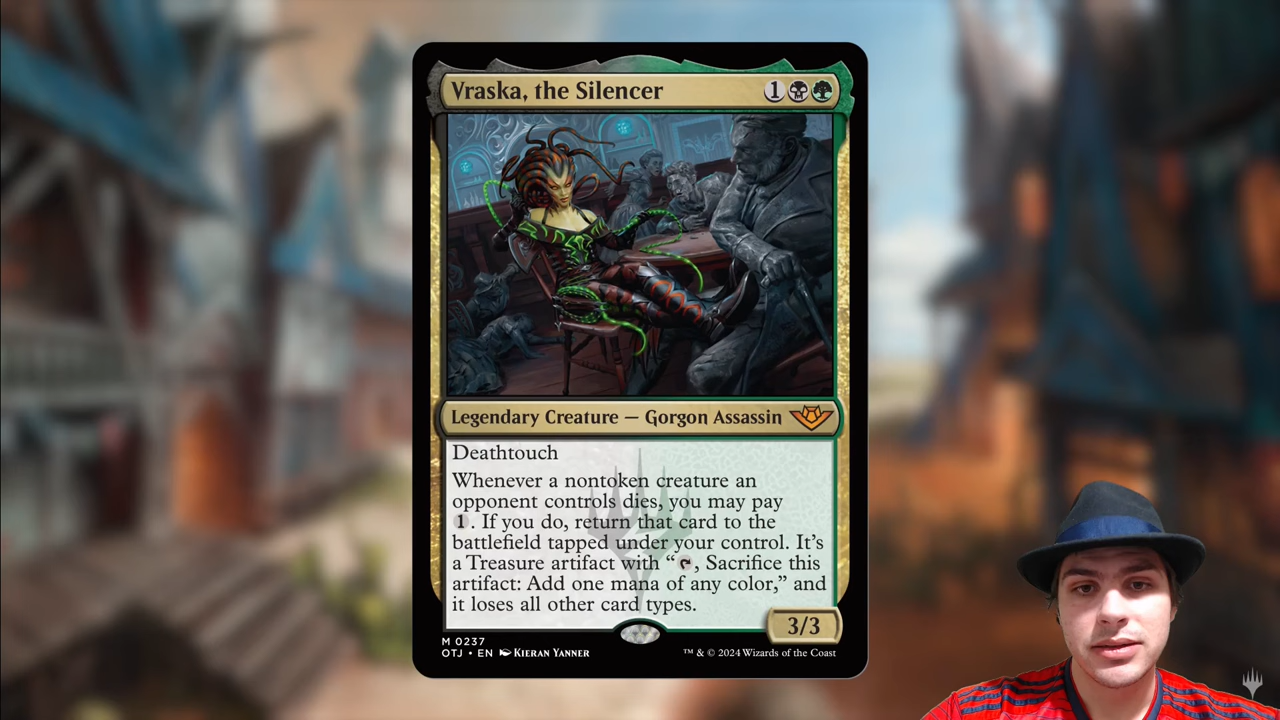 Vraska, the Silencer 1
Legendary Creature — Gorgon Assassin
Deathtouch
Whenever a nontoken creature an
opponent controls dies, you may pay
1. If you do, return that card to the
battlefield tapped under your control. It's
a Treasure artifact with “, Sacrifice this
artifact: Add one mana of any color,” and
it loses all other card types.
3/3
M 0237
OTJ • EN KIERAN YANNER
™ & © 2024 Wizards of the Coast